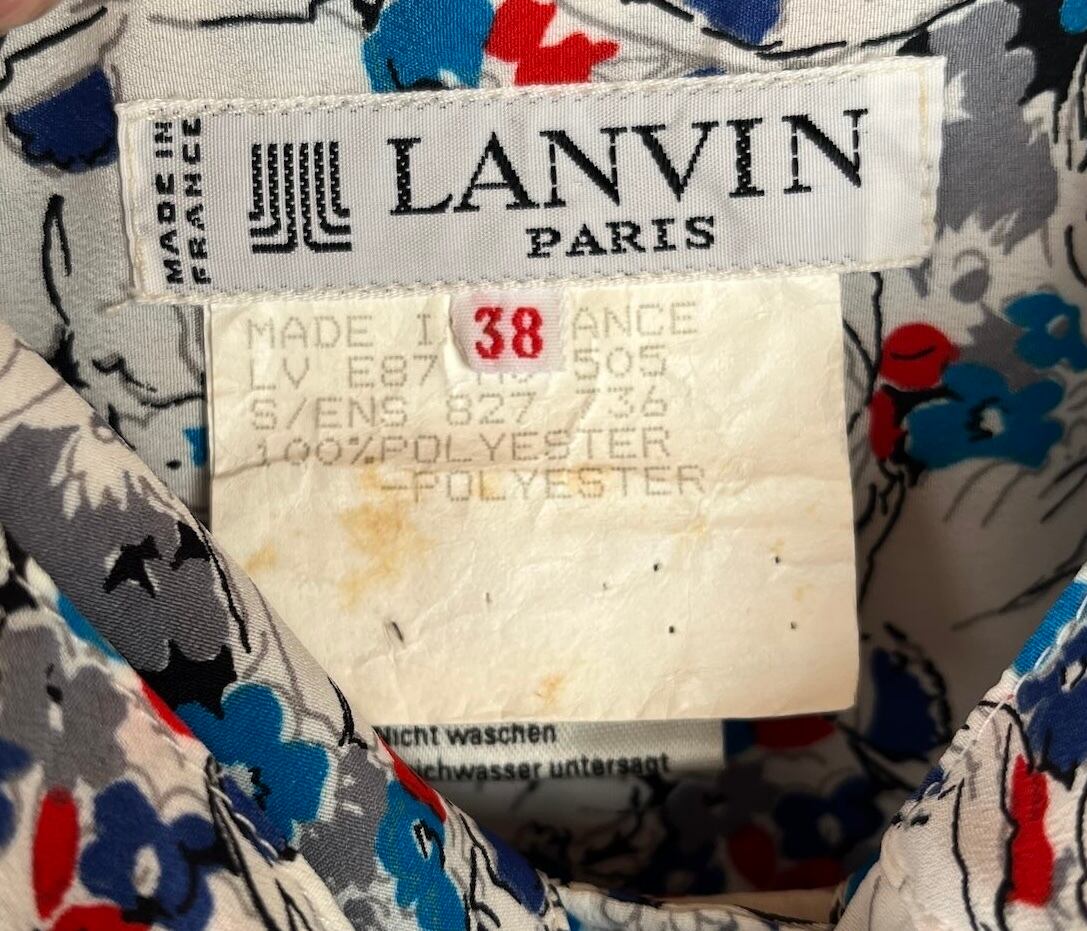 MADE IN
FRANCE
LANVIN
PARIS
38
MADE ANCE
LV E87 505
S/ENS 827 736
100%POLYESTER
-POLYESTER
Nicht waschen
ichwasser untersagt